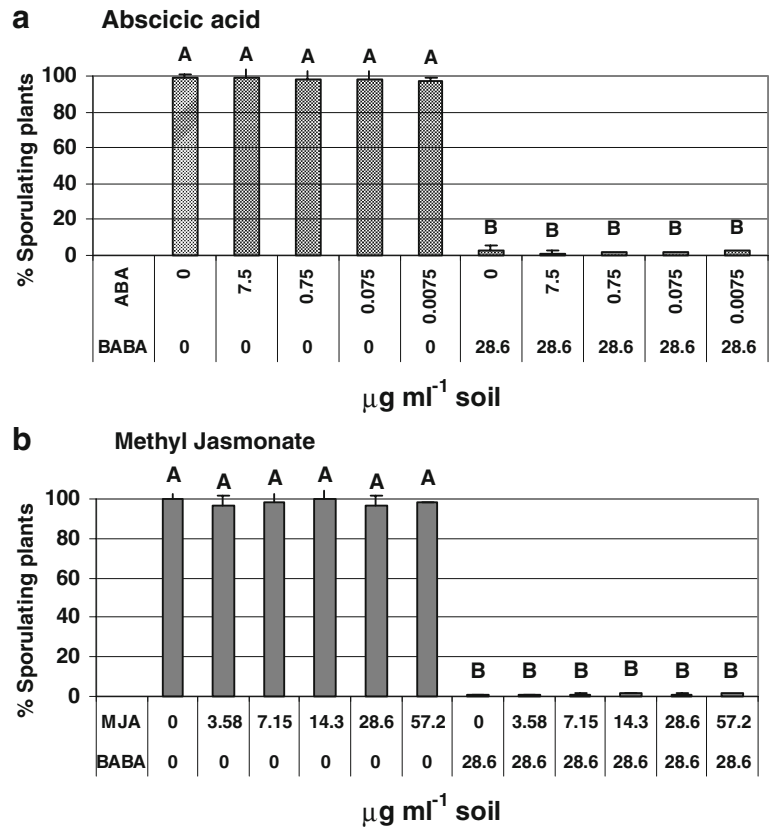 a Abscicic acid
A A A A A
100
80
60
40
20
0
% Sporulating plants
B B B B B
ABA 0 7.5 0.75 0.075 0.0075 0 7.5 0.75 0.075 0.0075
BABA 0 0 0 0 0 28.6 28.6 28.6 28.6 28.6
μg ml⁻¹ soil
b Methyl Jasmonate
A A A A A A
100
80
60
40
20
0
% Sporulating plants
B B B B B B
MJA 0 3.58 7.15 14.3 28.6 57.2 0 3.58 7.15 14.3 28.6 57.2
BABA 0 0 0 0 0 0 28.6 28.6 28.6 28.6 28.6 28.6
μg ml⁻¹ soil